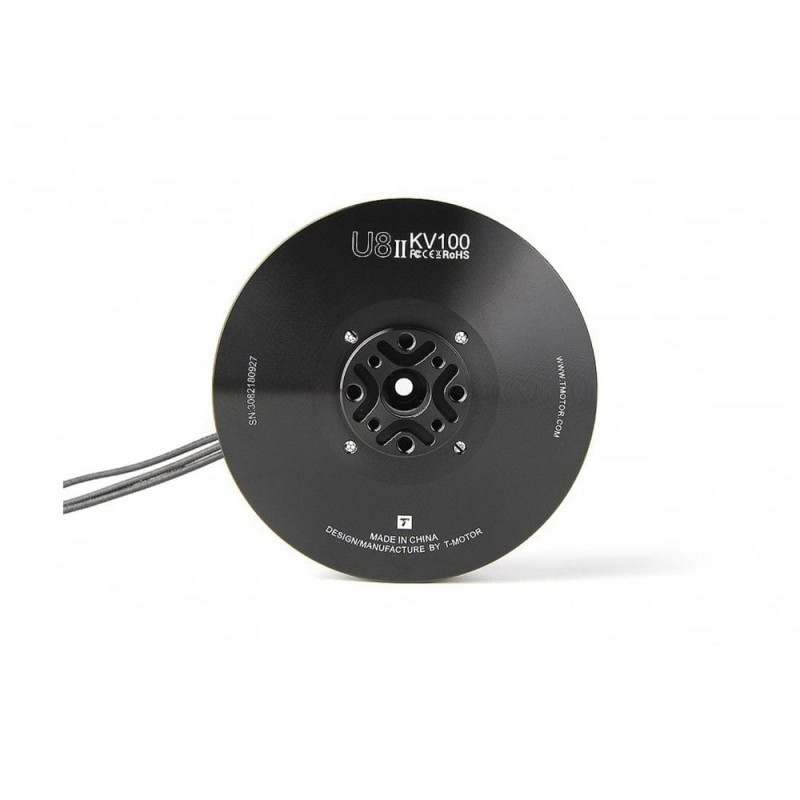 U8 II KV100
FC CE RoHS
SN:3082180927
WWW.TMOTOR.COM
T
MADE IN CHINA
DESIGN/MANUFACTURE BY T-MOTOR